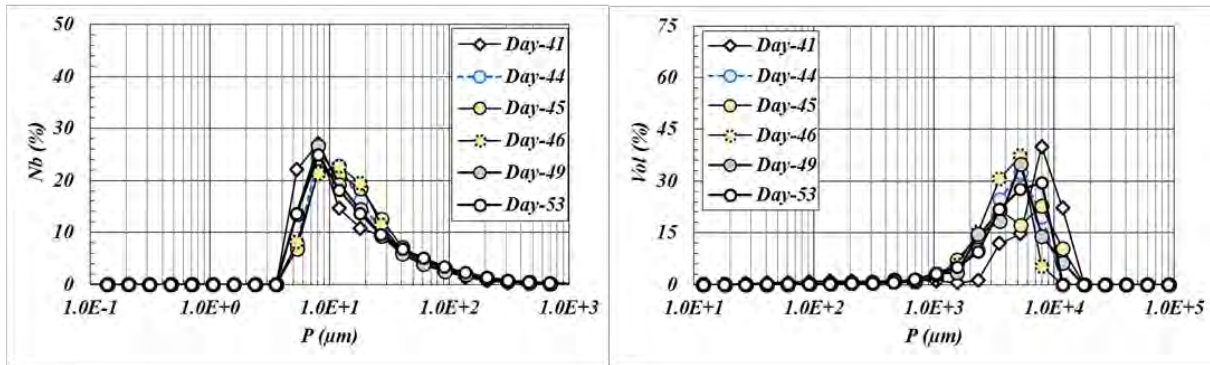 50
40
30
20
10
0
Nb (%)
1.0E-1 1.0E+0 1.0E+1 1.0E+2 1.0E+3
P (µm)
Day-41
Day-44
Day-45
Day-46
Day-49
Day-53
75
60
45
30
15
0
Vol (%)
1.0E+1 1.0E+2 1.0E+3 1.0E+4 1.0E+5
P (µm)
Day-41
Day-44
Day-45
Day-46
Day-49
Day-53